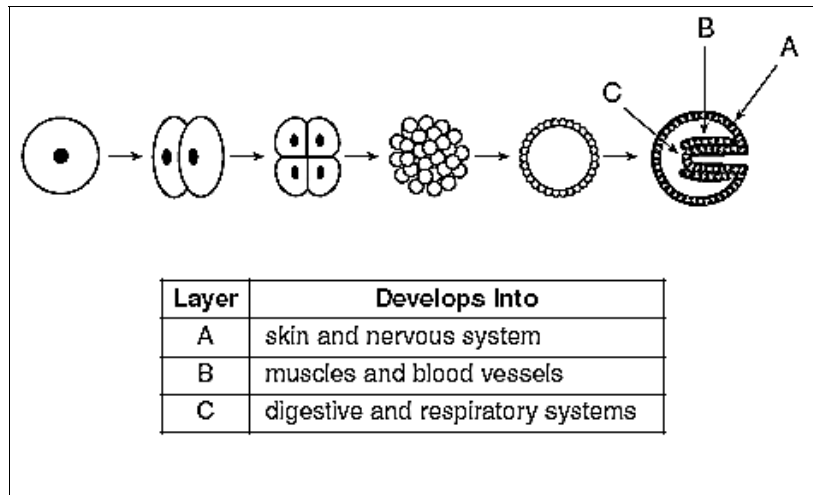 B
A
C
Layer Develops Into
A skin and nervous system
B muscles and blood vessels
C digestive and respiratory systems